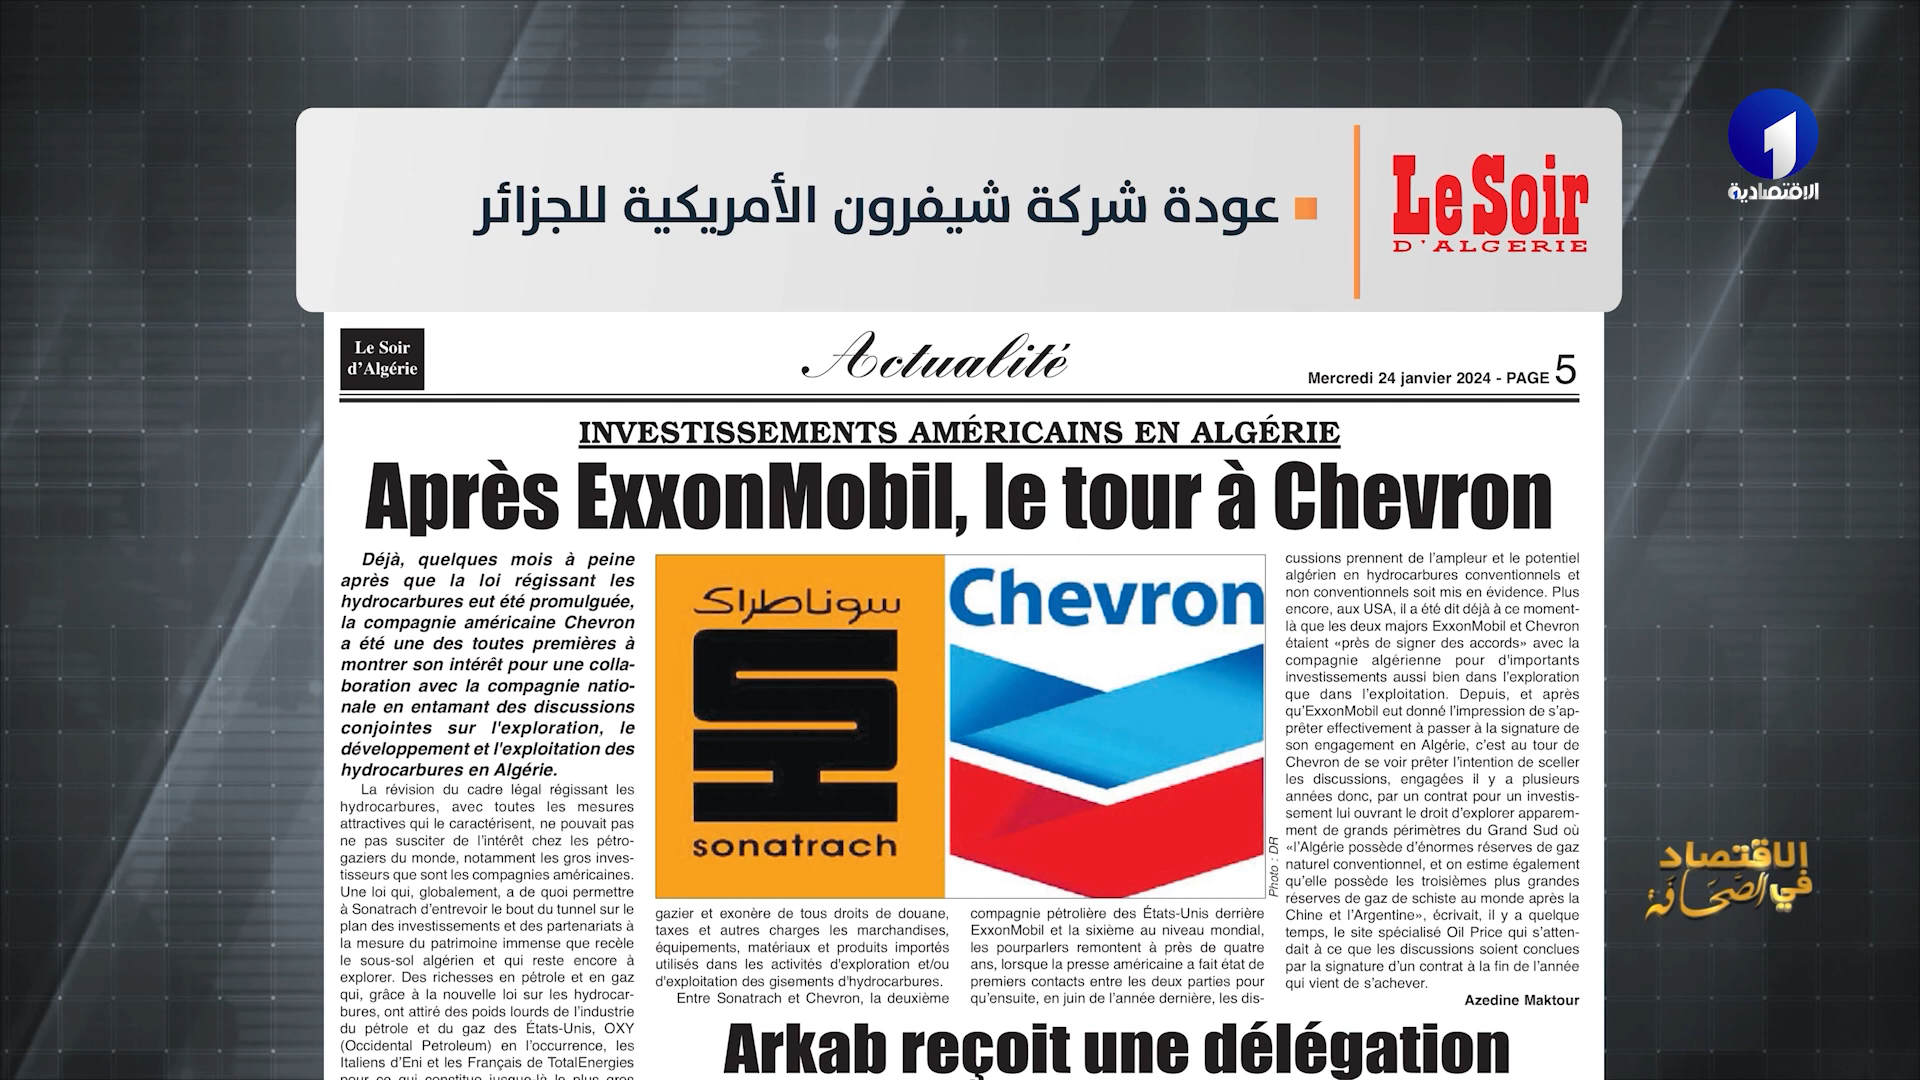 عودة شركة شيفرون الأمريكية للجزائر
Le Soir
D'ALGERIE
1
الاقتصادية
Le Soir
d'Algérie
Actualité
Mercredi 24 janvier 2024 - PAGE 5
INVESTISSEMENTS AMÉRICAINS EN ALGÉRIE
Après ExxonMobil, le tour à Chevron
Déjà, quelques mois à peine
après que la loi régissant les
hydrocarbures eut été promulguée,
la compagnie américaine Chevron
a été une des toutes premières à
montrer son intérêt pour une colla-
boration avec la compagnie natio-
nale en entamant des discussions
conjointes sur l'exploration, le
développement et l'exploitation des
hydrocarbures en Algérie.
La révision du cadre légal régissant les
hydrocarbures, avec toutes les mesures
attractives qui le caractérisent, ne pouvait pas
ne pas susciter de l'intérêt chez les pétro-
gaziers du monde, notamment les gros inves-
tisseurs que sont les compagnies américaines.
Une loi qui, globalement, a de quoi permettre
à Sonatrach d'entrevoir le bout du tunnel sur le
plan des investissements et des partenariats à
la mesure du patrimoine immense que recèle
le sous-sol algérien et qui reste encore à
explorer. Des richesses en pétrole et en gaz
qui, grâce à la nouvelle loi sur les hydrocar-
bures, ont attiré des poids lourds de l'industrie
du pétrole et du gaz des États-Unis, OXY
(Occidental Petroleum) en l'occurrence, les
Italiens d'Eni et les Français de TotalEnergies
pour ce qui constitue jusque-là le plus gros
سوناطراك
sonatrach
Chevron
Photo : DR
gazier et exonère de tous droits de douane,
taxes et autres charges les marchandises,
équipements, matériaux et produits importés
utilisés dans les activités d'exploration et/ou
d'exploitation des gisements d'hydrocarbures.
Entre Sonatrach et Chevron, la deuxième
compagnie pétrolière des États-Unis derrière
ExxonMobil et la sixième au niveau mondial,
les pourparlers remontent à près de quatre
ans, lorsque la presse américaine a fait état de
premiers contacts entre les deux parties pour
qu'ensuite, en juin de l'année dernière, les dis-
cussions prennent de l'ampleur et le potentiel
algérien en hydrocarbures conventionnels et
non conventionnels soit mis en évidence. Plus
encore, aux USA, il a été dit déjà à ce moment-
là que les deux majors ExxonMobil et Chevron
étaient «près de signer des accords» avec la
compagnie algérienne pour d'importants
investissements aussi bien dans l'exploration
que dans l'exploitation. Depuis, et après
qu'ExxonMobil eut donné l'impression de s'ap-
prêter effectivement à passer à la signature de
son engagement en Algérie, c'est au tour de
Chevron de se voir prêter l'intention de sceller
les discussions, engagées il y a plusieurs
années donc, par un contrat pour un investis-
sement lui ouvrant le droit d'explorer apparem-
ment de grands périmètres du Grand Sud où
«l'Algérie possède d'énormes réserves de gaz
naturel conventionnel, et on estime également
qu'elle possède les troisièmes plus grandes
réserves de gaz de schiste au monde après la
Chine et l'Argentine», écrivait, il y a quelque
temps, le site spécialisé Oil Price qui s'atten-
dait à ce que les discussions soient conclues
par la signature d'un contrat à la fin de l'année
qui vient de s'achever.
Azedine Maktour
Arkab reçoit une délégation
الاقتصاد
في الصَّحَافَة